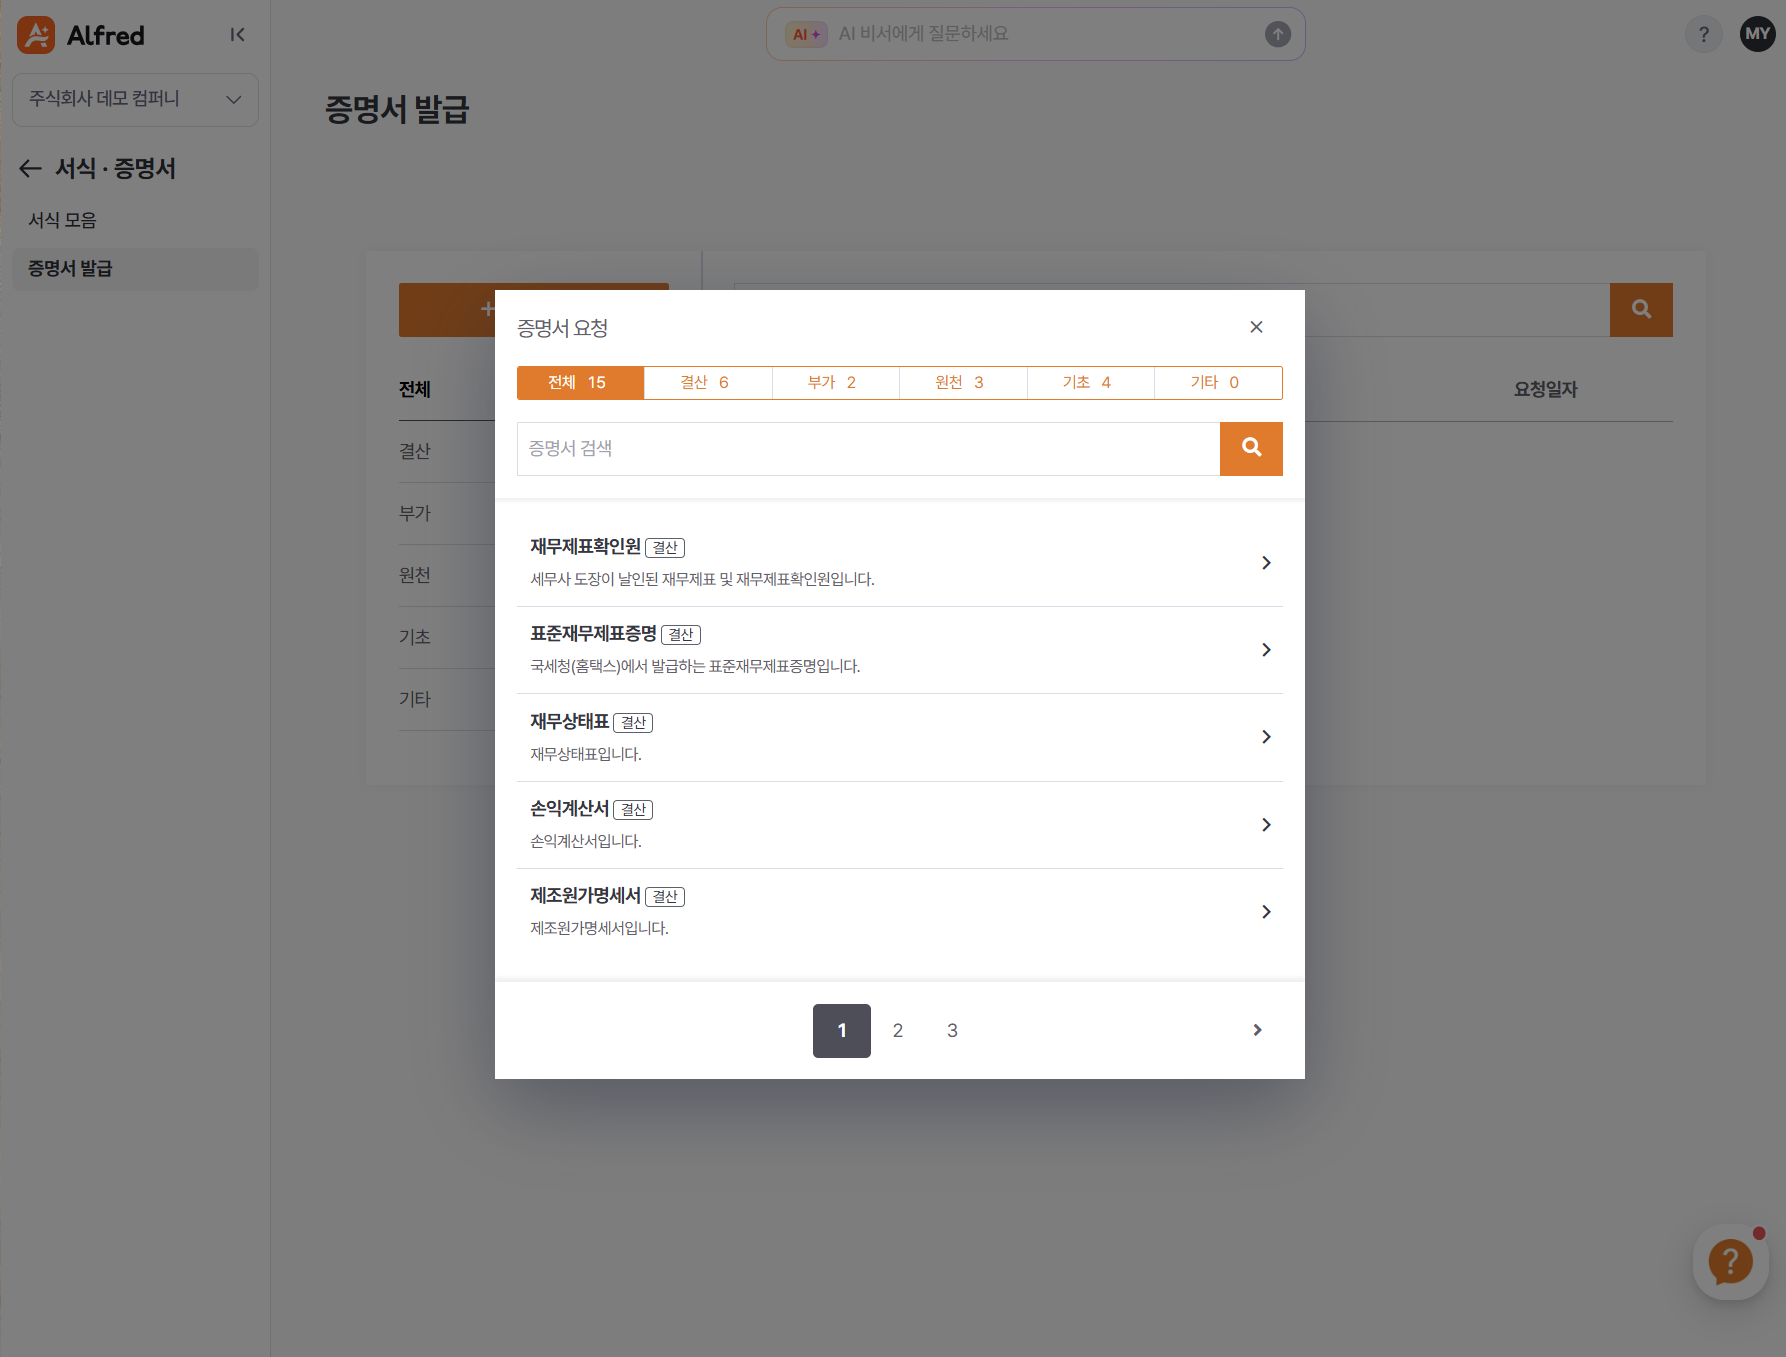 Alfred
AI 비서에게 질문하세요
AI
?
MY
주식회사 데모 컴퍼니
증명서 발급
서식 · 증명서
서식 모음
증명서 발급
+
증명서 요청
전체 15
결산 6
부가 2
원천 3
기초 4
기타 0
전체
요청일자
증명서 검색
결산
부가
원천
기초
기타
재무제표확인원 결산
세무사 도장이 날인된 재무제표 및 재무제표확인원입니다.
표준재무제표증명 결산
국세청(홈택스)에서 발급하는 표준재무제표증명입니다.
재무상태표 결산
재무상태표입니다.
손익계산서 결산
손익계산서입니다.
제조원가명세서 결산
제조원가명세서입니다.
1 2 3
?